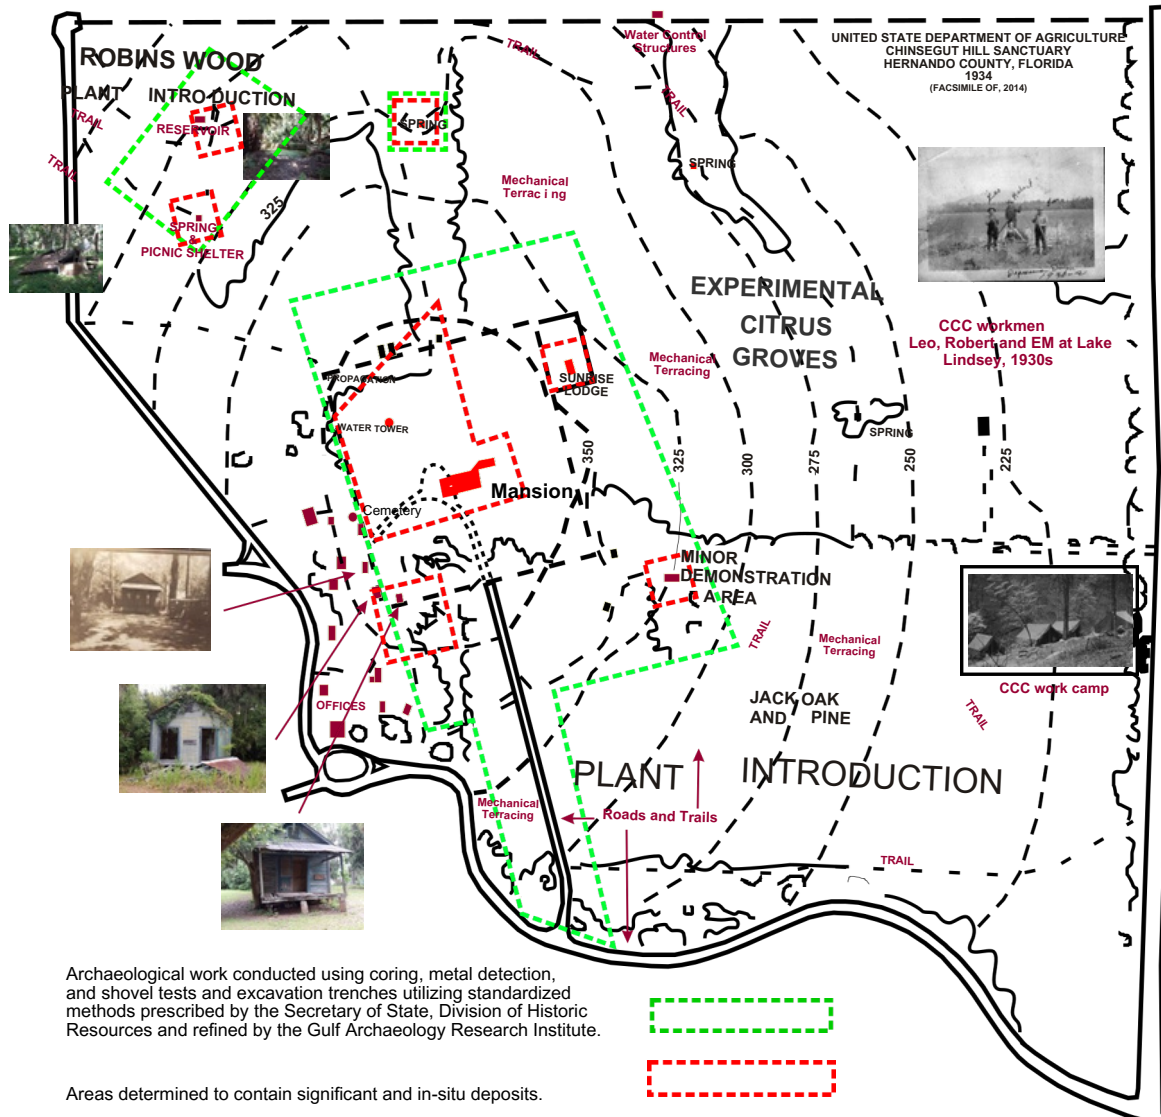 UNITED STATE DEPARTMENT OF AGRICULTURE
CHINSEGUT HILL SANCTUARY
HERNANDO COUNTY, FLORIDA
1934
(FACSIMILE OF, 2014)
Water Control
Structures
TRAIL
TRAIL
ROBINS WOOD
PLANT INTRODUCTION
TRAIL
RESERVOIR
TRAIL
SPRING
SPRING
SPRING
&
PICNIC SHELTER
325
Mechanical
Terracing
EXPERIMENTAL
CITRUS
GROVES
CCC workmen
Leo, Robert and EM at Lake
Lindsey, 1930s
Mechanical
Terracing
PROPAGATION
SUNRISE
LODGE
WATER TOWER
SPRING
350
325
300
275
250
225
Mansion
Cemetery
MINOR
DEMONSTRATION
AREA
TRAIL
Mechanical
Terracing
CCC work camp
OFFICES
JACK OAK
AND PINE
TRAIL
PLANT INTRODUCTION
Mechanical
Terracing
Roads and Trails
TRAIL
Archaeological work conducted using coring, metal detection,
and shovel tests and excavation trenches utilizing standardized
methods prescribed by the Secretary of State, Division of Historic
Resources and refined by the Gulf Archaeology Research Institute.
Areas determined to contain significant and in-situ deposits.